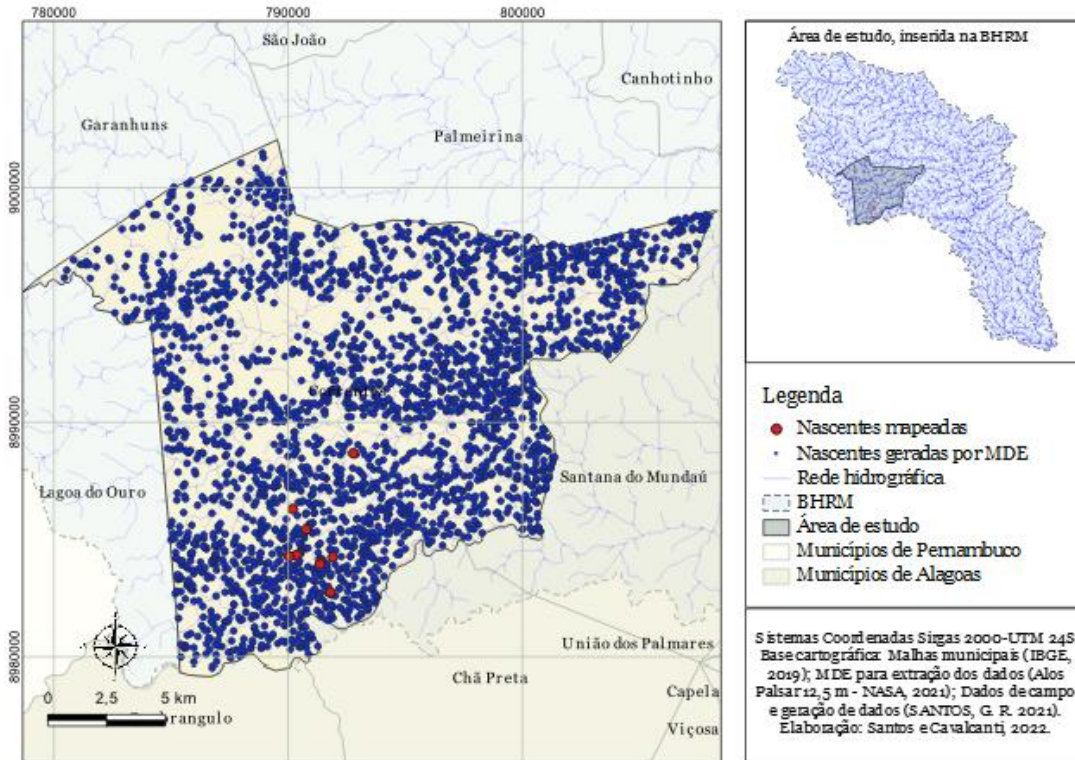 780000
790000
800000
São João
Canhotinho
Garanhuns
Palmeirina
9000000
8990000
Lagoa do Ouro
Santana do Mundaú
8980000
União dos Palmares
Chã Preta
Capela
Viçosa
0 2,5 5 km
Área de estudo, inserida na BHRM
Legenda
Nascentes mapeadas
Nascentes geradas por MDE
Rede hidrográfica
BHRM
Área de estudo
Municípios de Pernambuco
Municípios de Alagoas
Sistemas Coordenadas Sirgas 2000-UTM 24S
Base cartográfica: Malhas municipais (IBGE,
2019); MDE para extração dos dados (Alos
Palsar 12,5 m - NASA, 2021); Dados de campo
e geração de dados (SANTOS, G. R. 2021).
Elaboração: Santos e Cavalcanti, 2022.